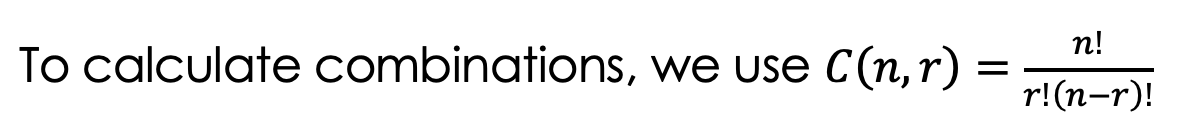 To calculate combinations, we use C(n, r) = n!/r!(n−r)!